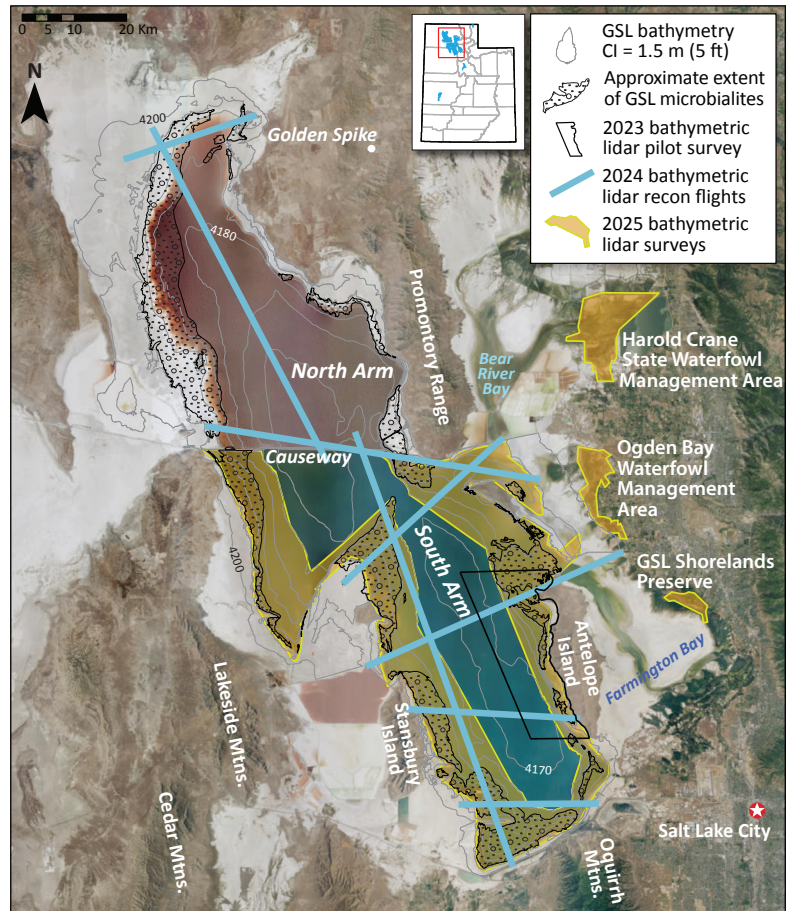 0 5 10 20 Km
N
GSL bathymetry
CI = 1.5 m (5 ft)
Approximate extent
of GSL microbialites
2023 bathymetric
lidar pilot survey
2024 bathymetric
lidar recon flights
2025 bathymetric
lidar surveys
4200
Golden Spike
4180
Promontory Range
Bear
River
Bay
Harold Crane
State Waterfowl
Management Area
North Arm
Causeway
Ogden Bay
Waterfowl
Management
Area
4200
South Arm
GSL Shorelands
Preserve
Antelope
Island
Farmington Bay
Lakeside Mtns.
Stansbury
Island
4170
Cedar Mtns.
Oquirrh
Mtns.
Salt Lake City